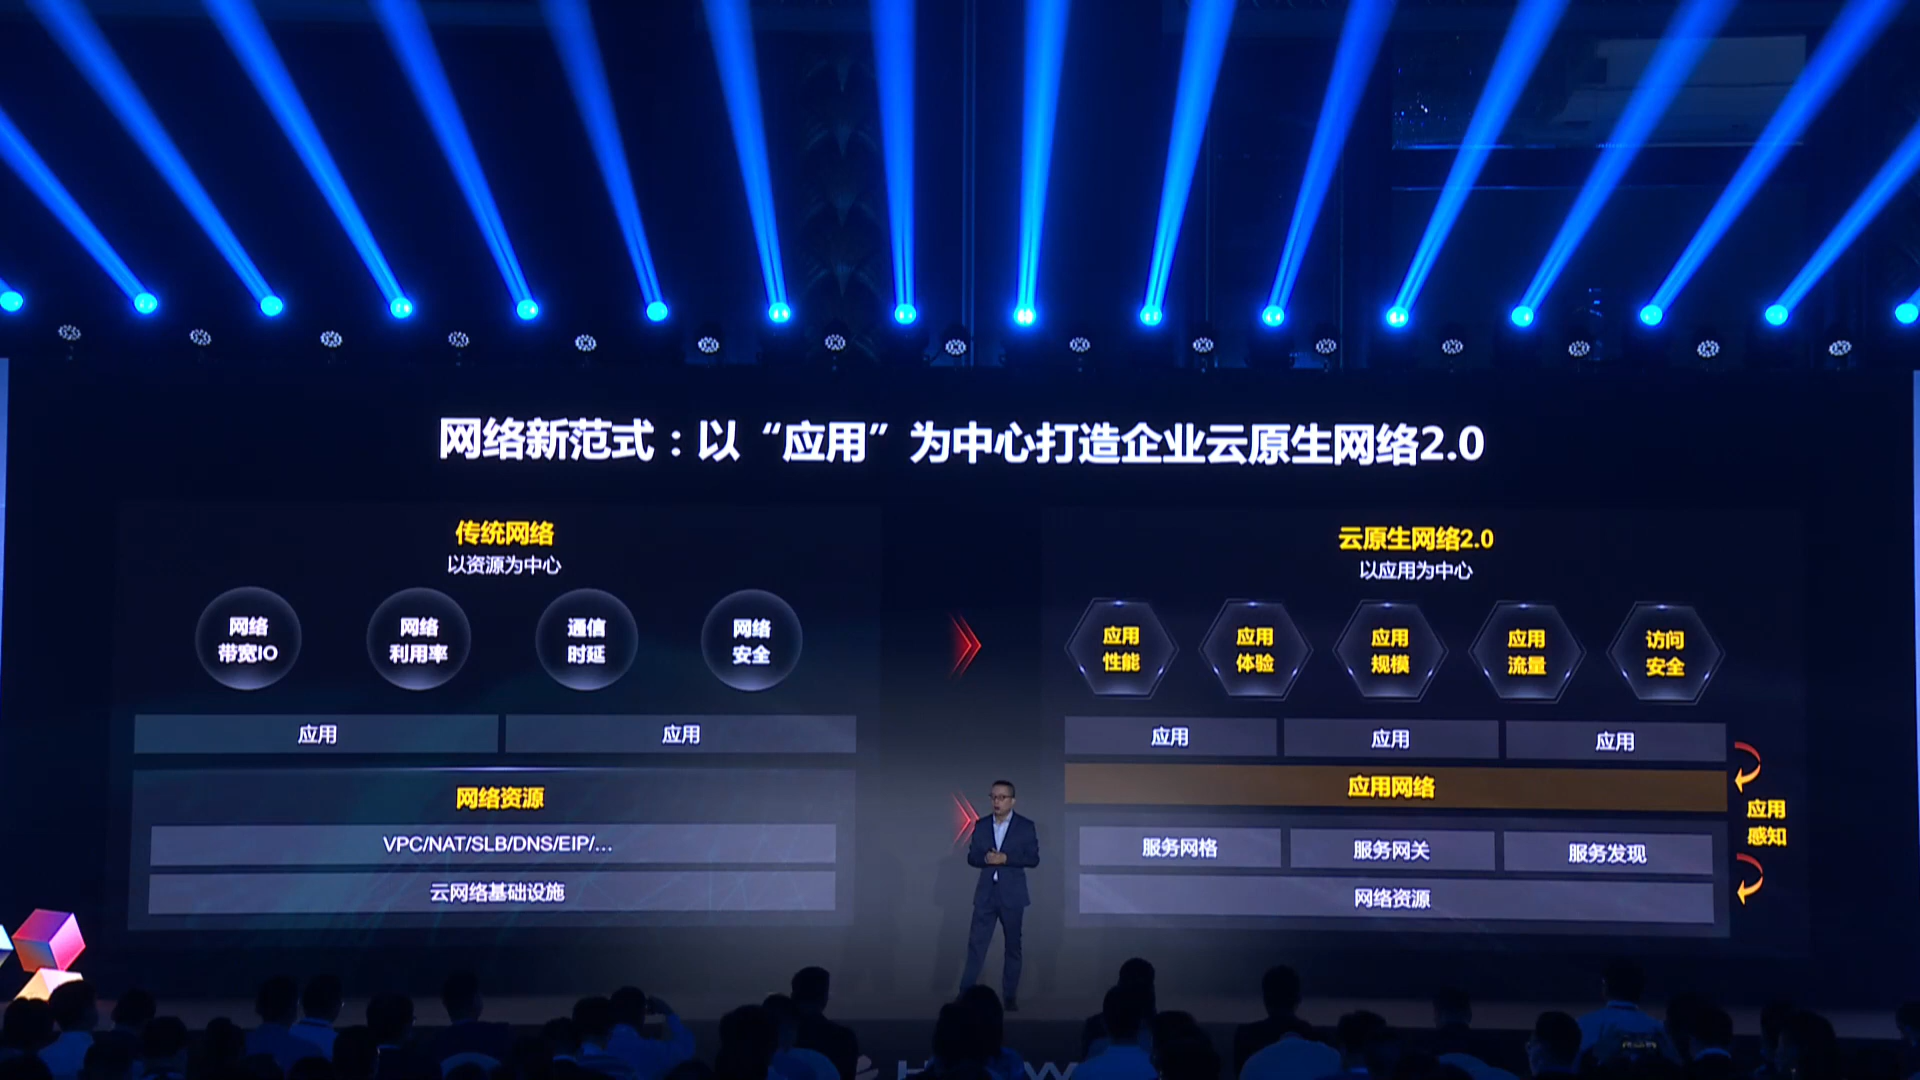 网络新范式：以“应用”为中心打造企业云原生网络2.0
传统网络
以资源为中心
网络
带宽IO
网络
利用率
通信
时延
网络
安全
应用
应用
网络资源
VPC/NAT/SLB/DNS/EIP/...
云网络基础设施
云原生网络2.0
以应用为中心
应用
性能
应用
体验
应用
规模
应用
流量
访问
安全
应用
应用
应用
应用网络
服务网格
服务网关
服务发现
网络资源
应用
感知